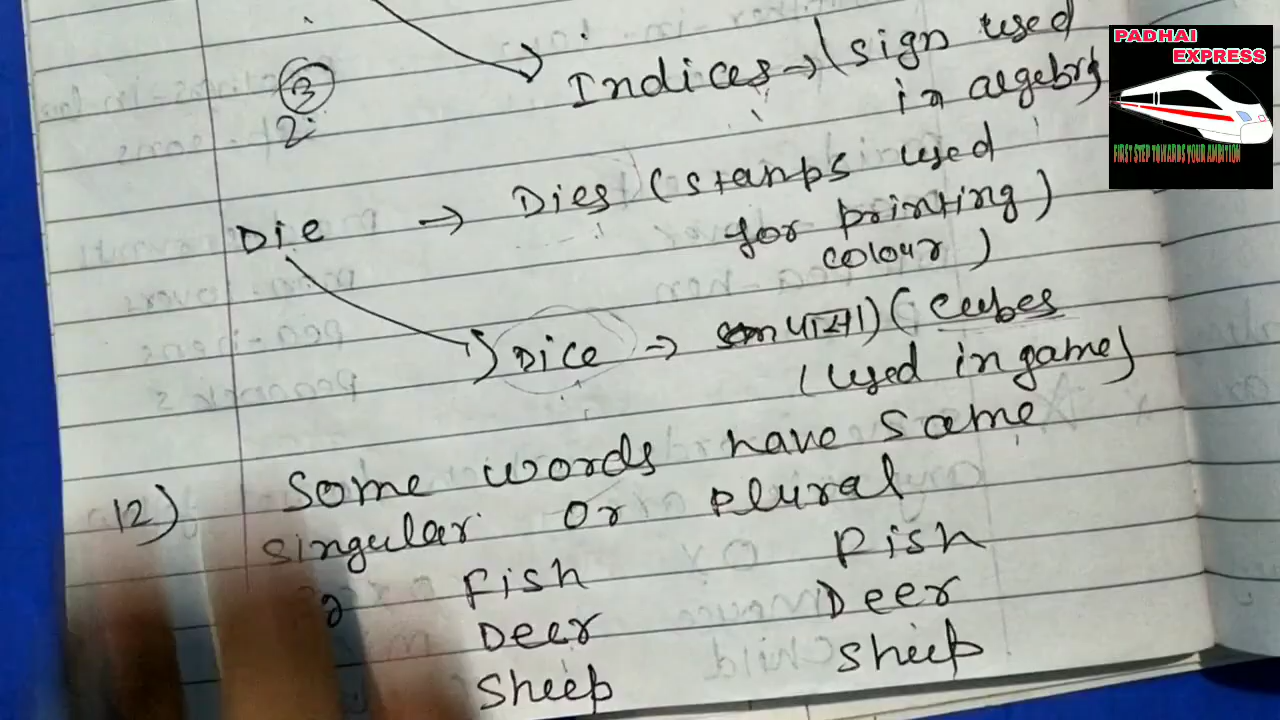 PADHAI
EXPRESS
FIRST STEP TOWARDS YOUR AMBITION
Indices → (sign used
in algebra)
3
2
Die → Dies (stamps used
for printing
colour)
Dice → पासा) (cubes
(used in game)
12) Some words have same
singular or plural
Fish Fish
Deer Deer
Sheep Sheep